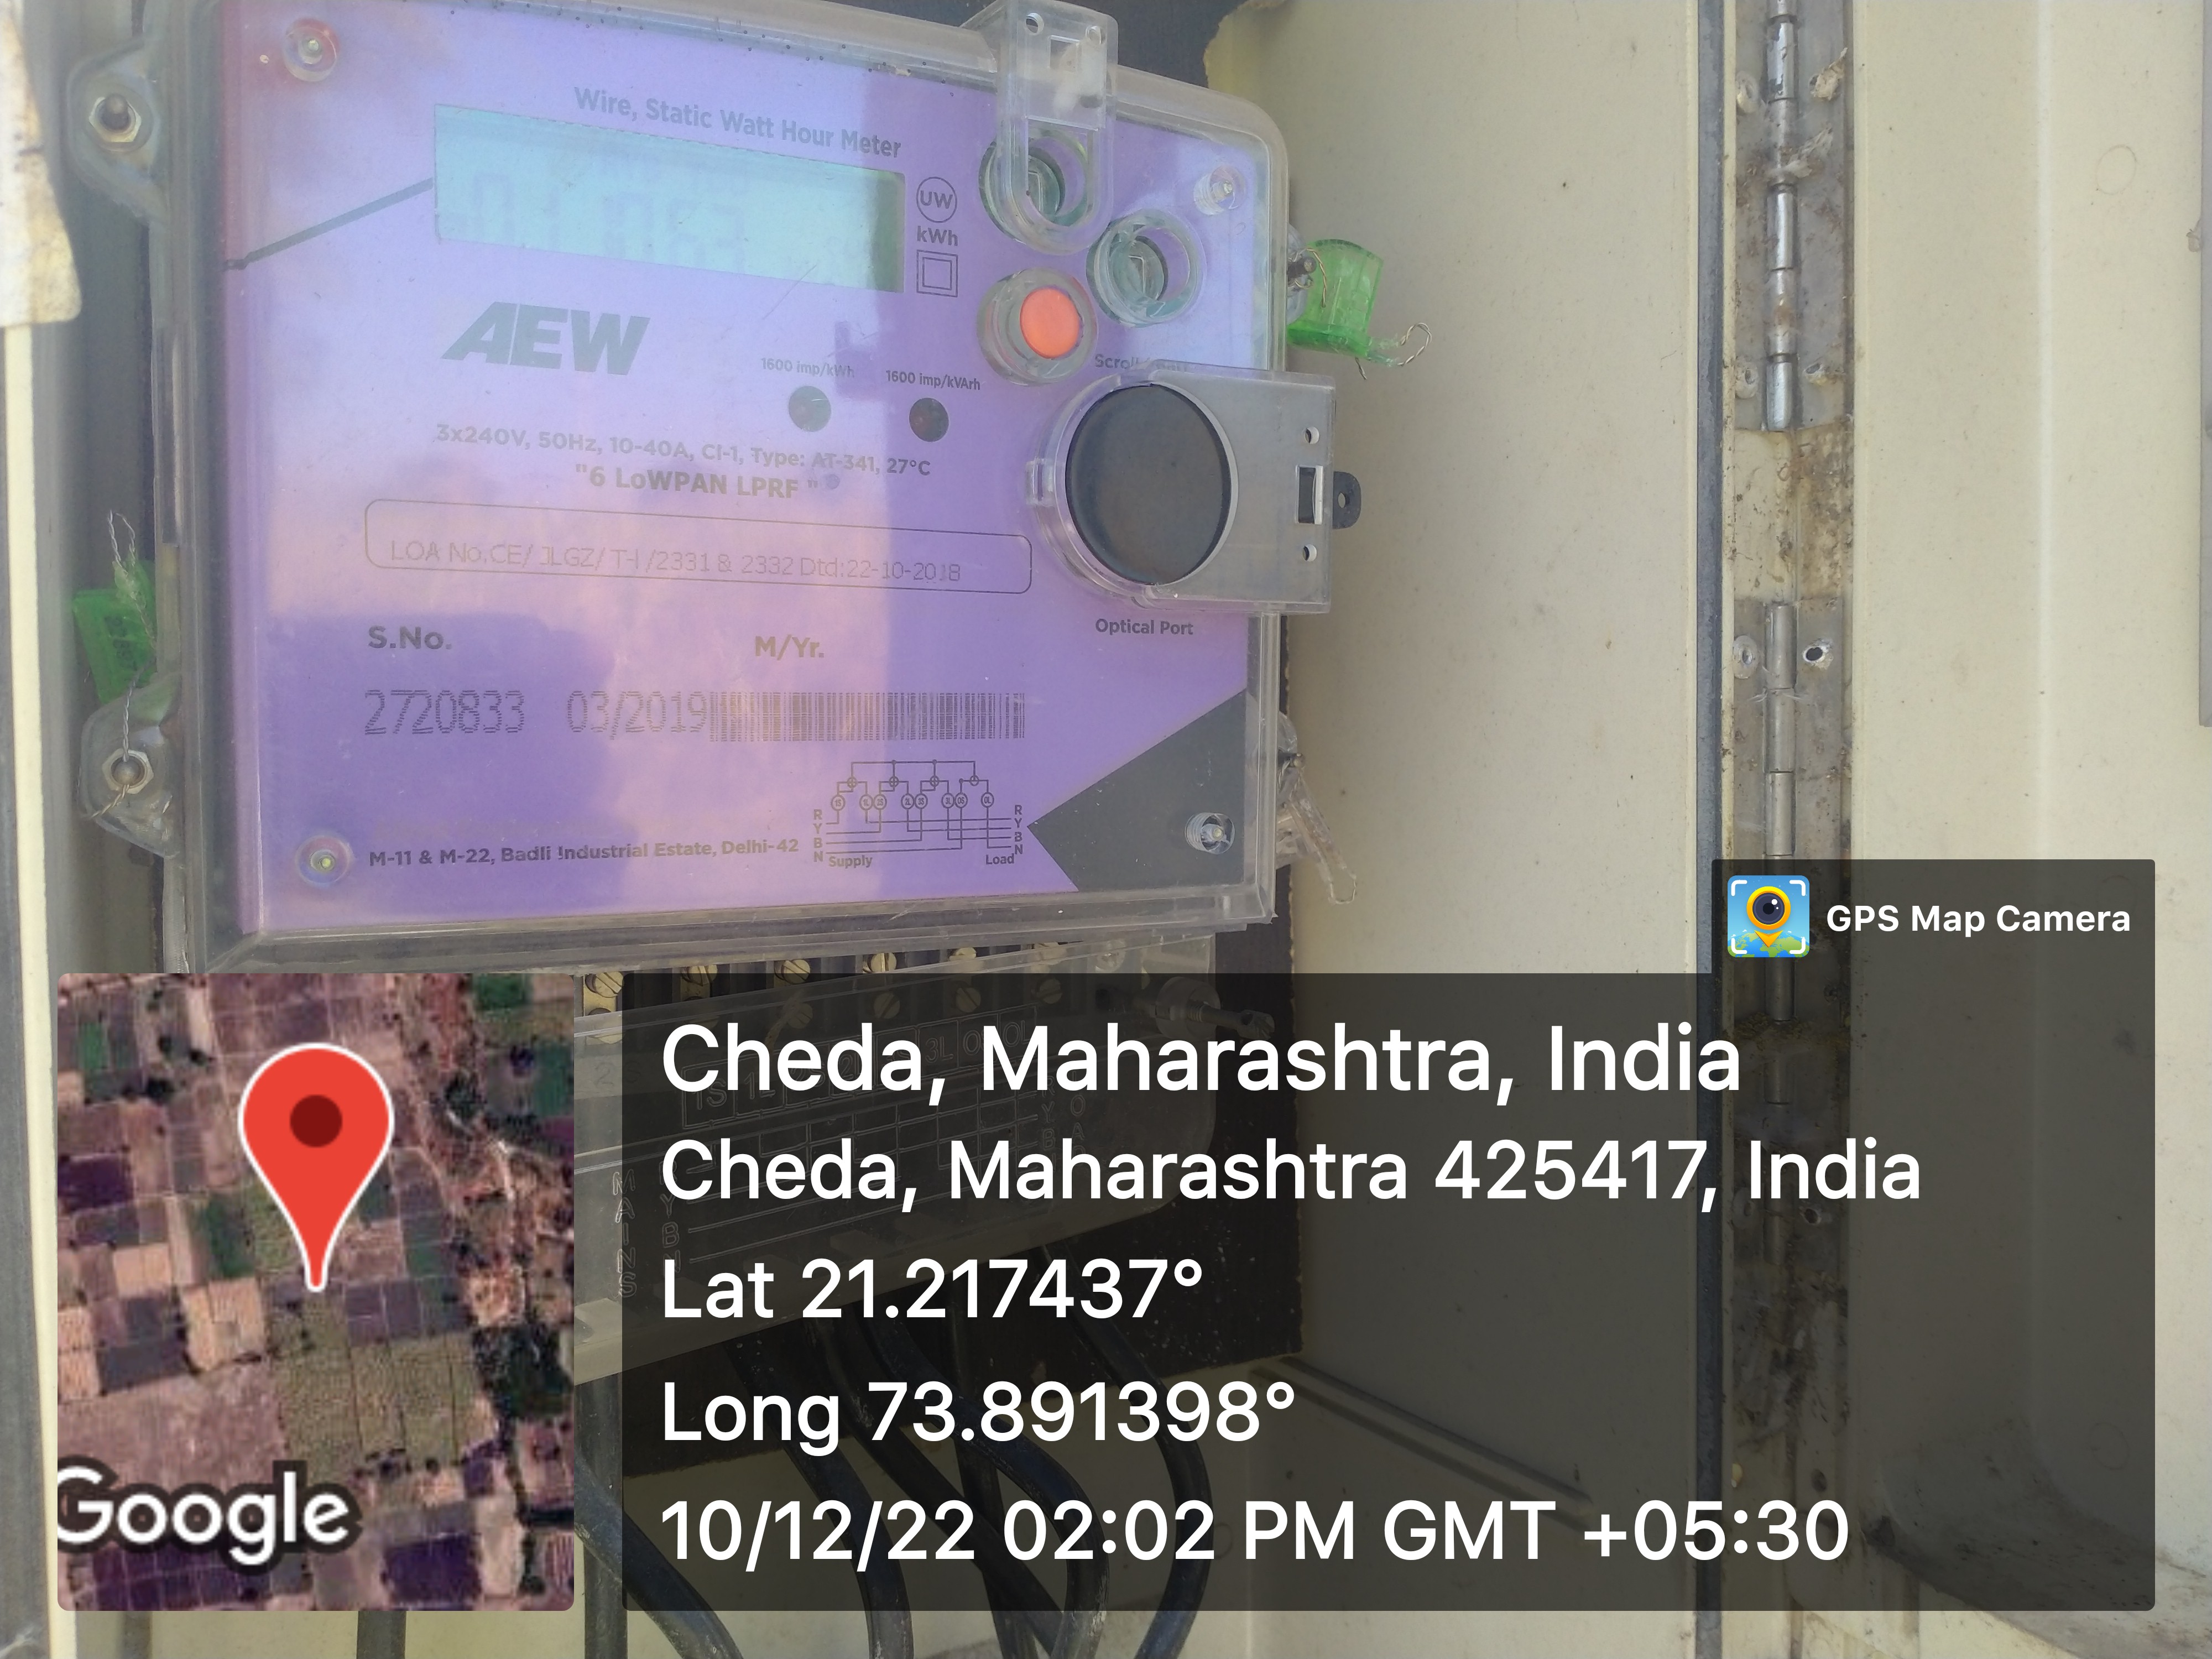 Wire, Static Watt Hour Meter
UW
kWh
AEW
1600 imp/kWh 1600 imp/kVArh
3x240V, 50Hz, 10-40A, Cl-1, Type: AT-341, 27°C
"6 LoWPAN LPRF "
LOA No.CE/ JLGZ/ T-I /2331 & 2332 Dtd:22-10-2018
Optical Port
S.No. M/Yr.
2720833 03/2019
R R
Y Y
B B
N N
Supply Load
M-11 & M-22, Badli Industrial Estate, Delhi-42
GPS Map Camera
MAINS
Y
B
N
Cheda, Maharashtra, India
Cheda, Maharashtra 425417, India
Lat 21.217437°
Long 73.891398°
10/12/22 02:02 PM GMT +05:30
Google